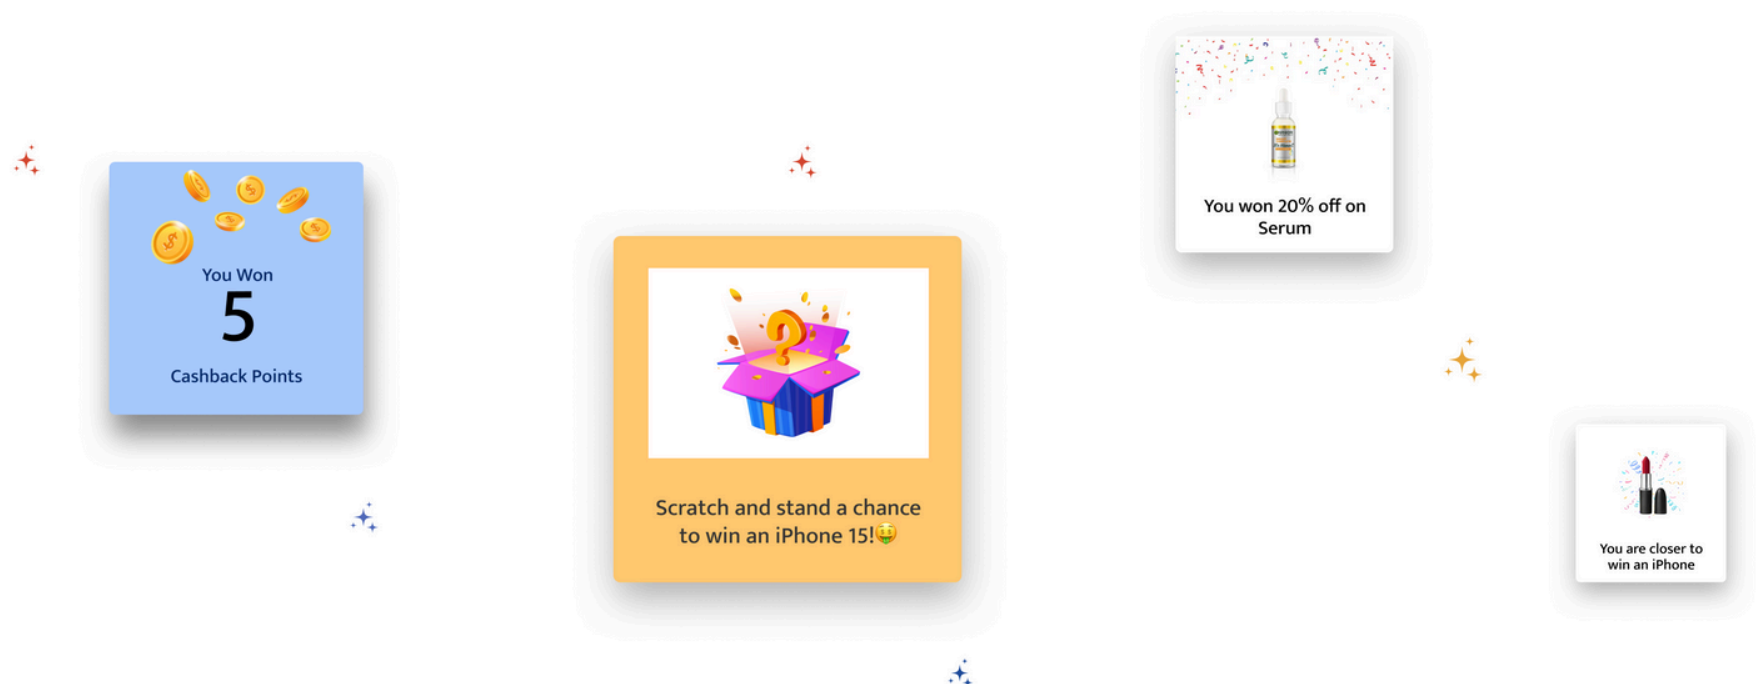 You Won
5
Cashback Points
Scratch and stand a chance
to win an iPhone 15!🤑
You won 20% off on
Serum
You are closer to
win an iPhone